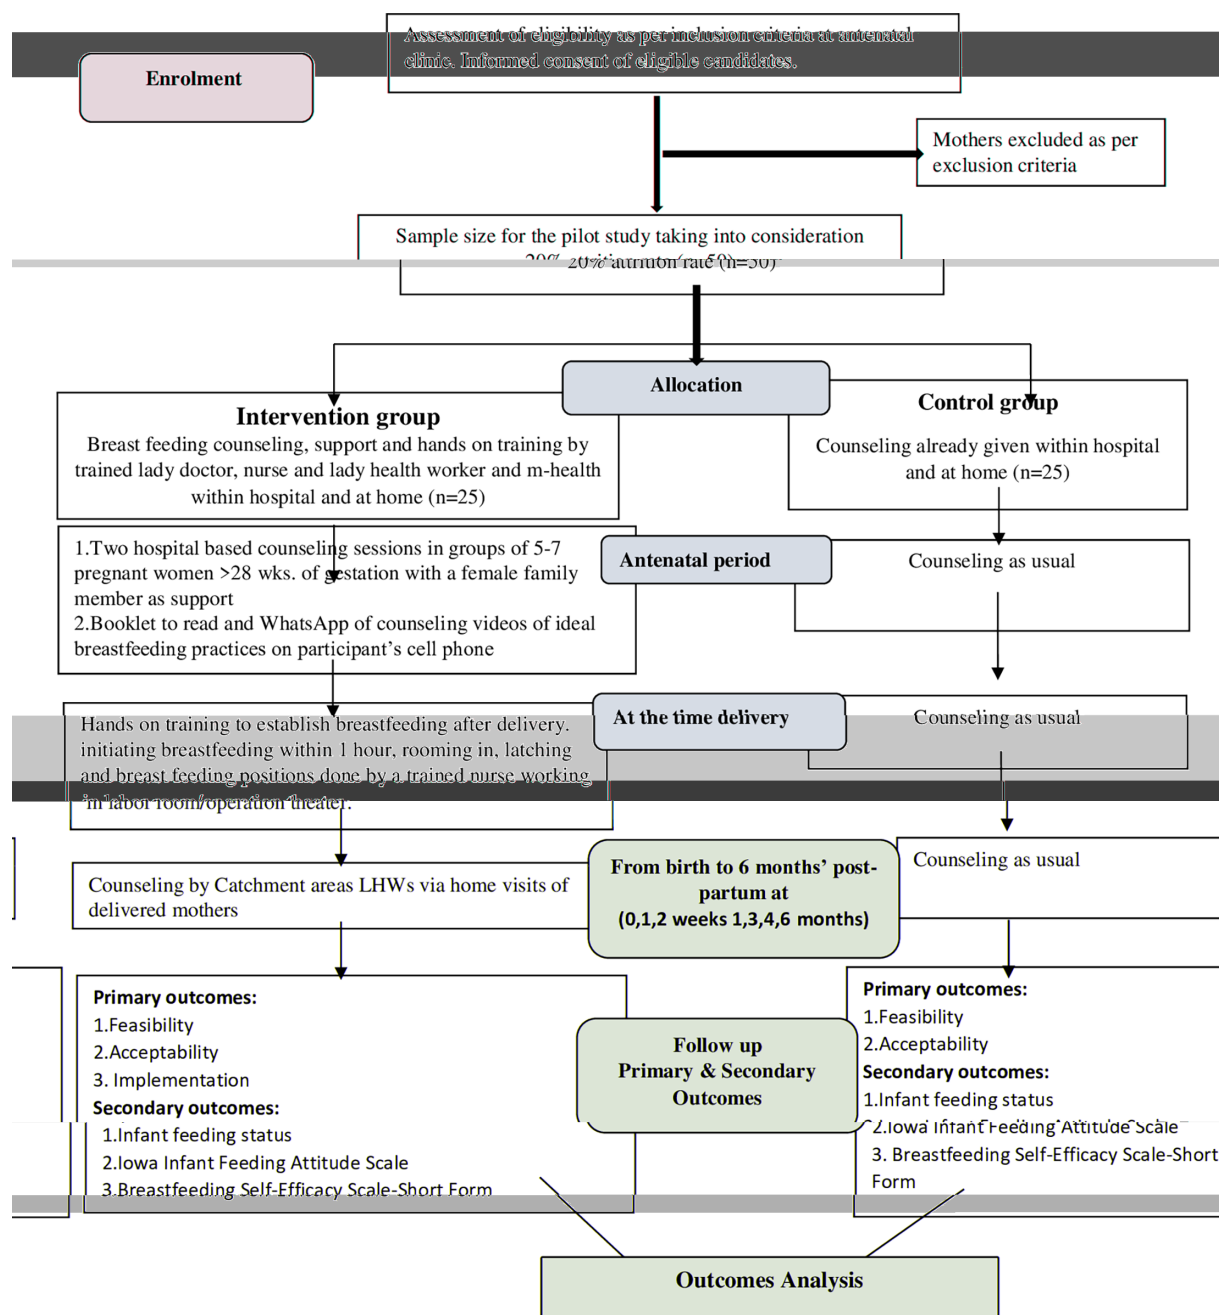 Assessment of eligibility as per inclusion criteria at antenatal
clinic. Informed consent of eligible candidates.
Enrolment
Mothers excluded as per
exclusion criteria
Sample size for the pilot study taking into consideration
20% attrition rate (n=50)
Allocation
Intervention group
Breast feeding counseling, support and hands on training by
trained lady doctor, nurse and lady health worker and m-health
within hospital and at home (n=25)
Control group
Counseling already given within hospital
and at home (n=25)
1.Two hospital based counseling sessions in groups of 5-7
pregnant women >28 wks. of gestation with a female family
member as support
2.Booklet to read and WhatsApp of counseling videos of ideal
breastfeeding practices on participant's cell phone
Antenatal period
Counseling as usual
Hands on training to establish breastfeeding after delivery.
initiating breastfeeding within 1 hour, rooming in, latching
and breast feeding positions done by a trained nurse working
in labor room/operation theater.
At the time delivery
Counseling as usual
Counseling by Catchment areas LHWs via home visits of
delivered mothers
From birth to 6 months' post-
partum at
(0,1,2 weeks 1,3,4,6 months)
Counseling as usual
Primary outcomes:
1.Feasibility
2.Acceptability
3. Implementation
Secondary outcomes:
1.Infant feeding status
2.Iowa Infant Feeding Attitude Scale
3.Breastfeeding Self-Efficacy Scale-Short Form
Follow up
Primary & Secondary
Outcomes
Primary outcomes:
1.Feasibility
2.Acceptability
Secondary outcomes:
1.Infant feeding status
2.Iowa Infant Feeding Attitude Scale
3. Breastfeeding Self-Efficacy Scale-Short
Form
Outcomes Analysis